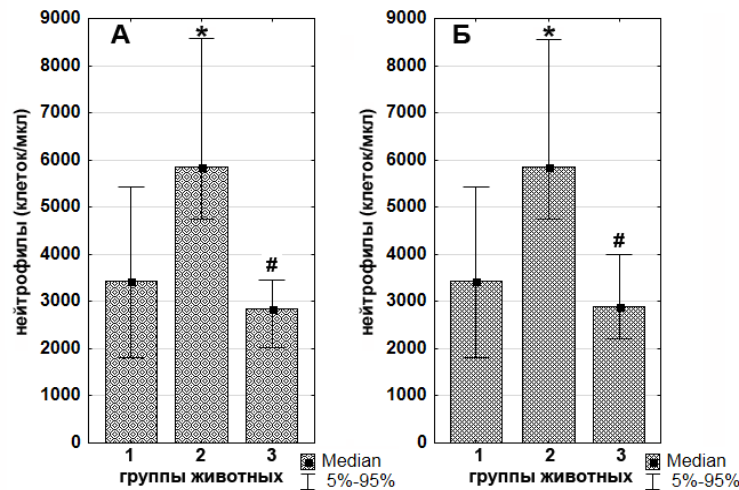 А
*
9000
8000
7000
6000
5000
4000
3000
2000
1000
0
нейтрофилы (клеток/мкл)
#
1 2 3
группы животных
Median
5%-95%
Б
*
9000
8000
7000
6000
5000
4000
3000
2000
1000
0
нейтрофилы (клеток/мкл)
#
1 2 3
группы животных
Median
5%-95%